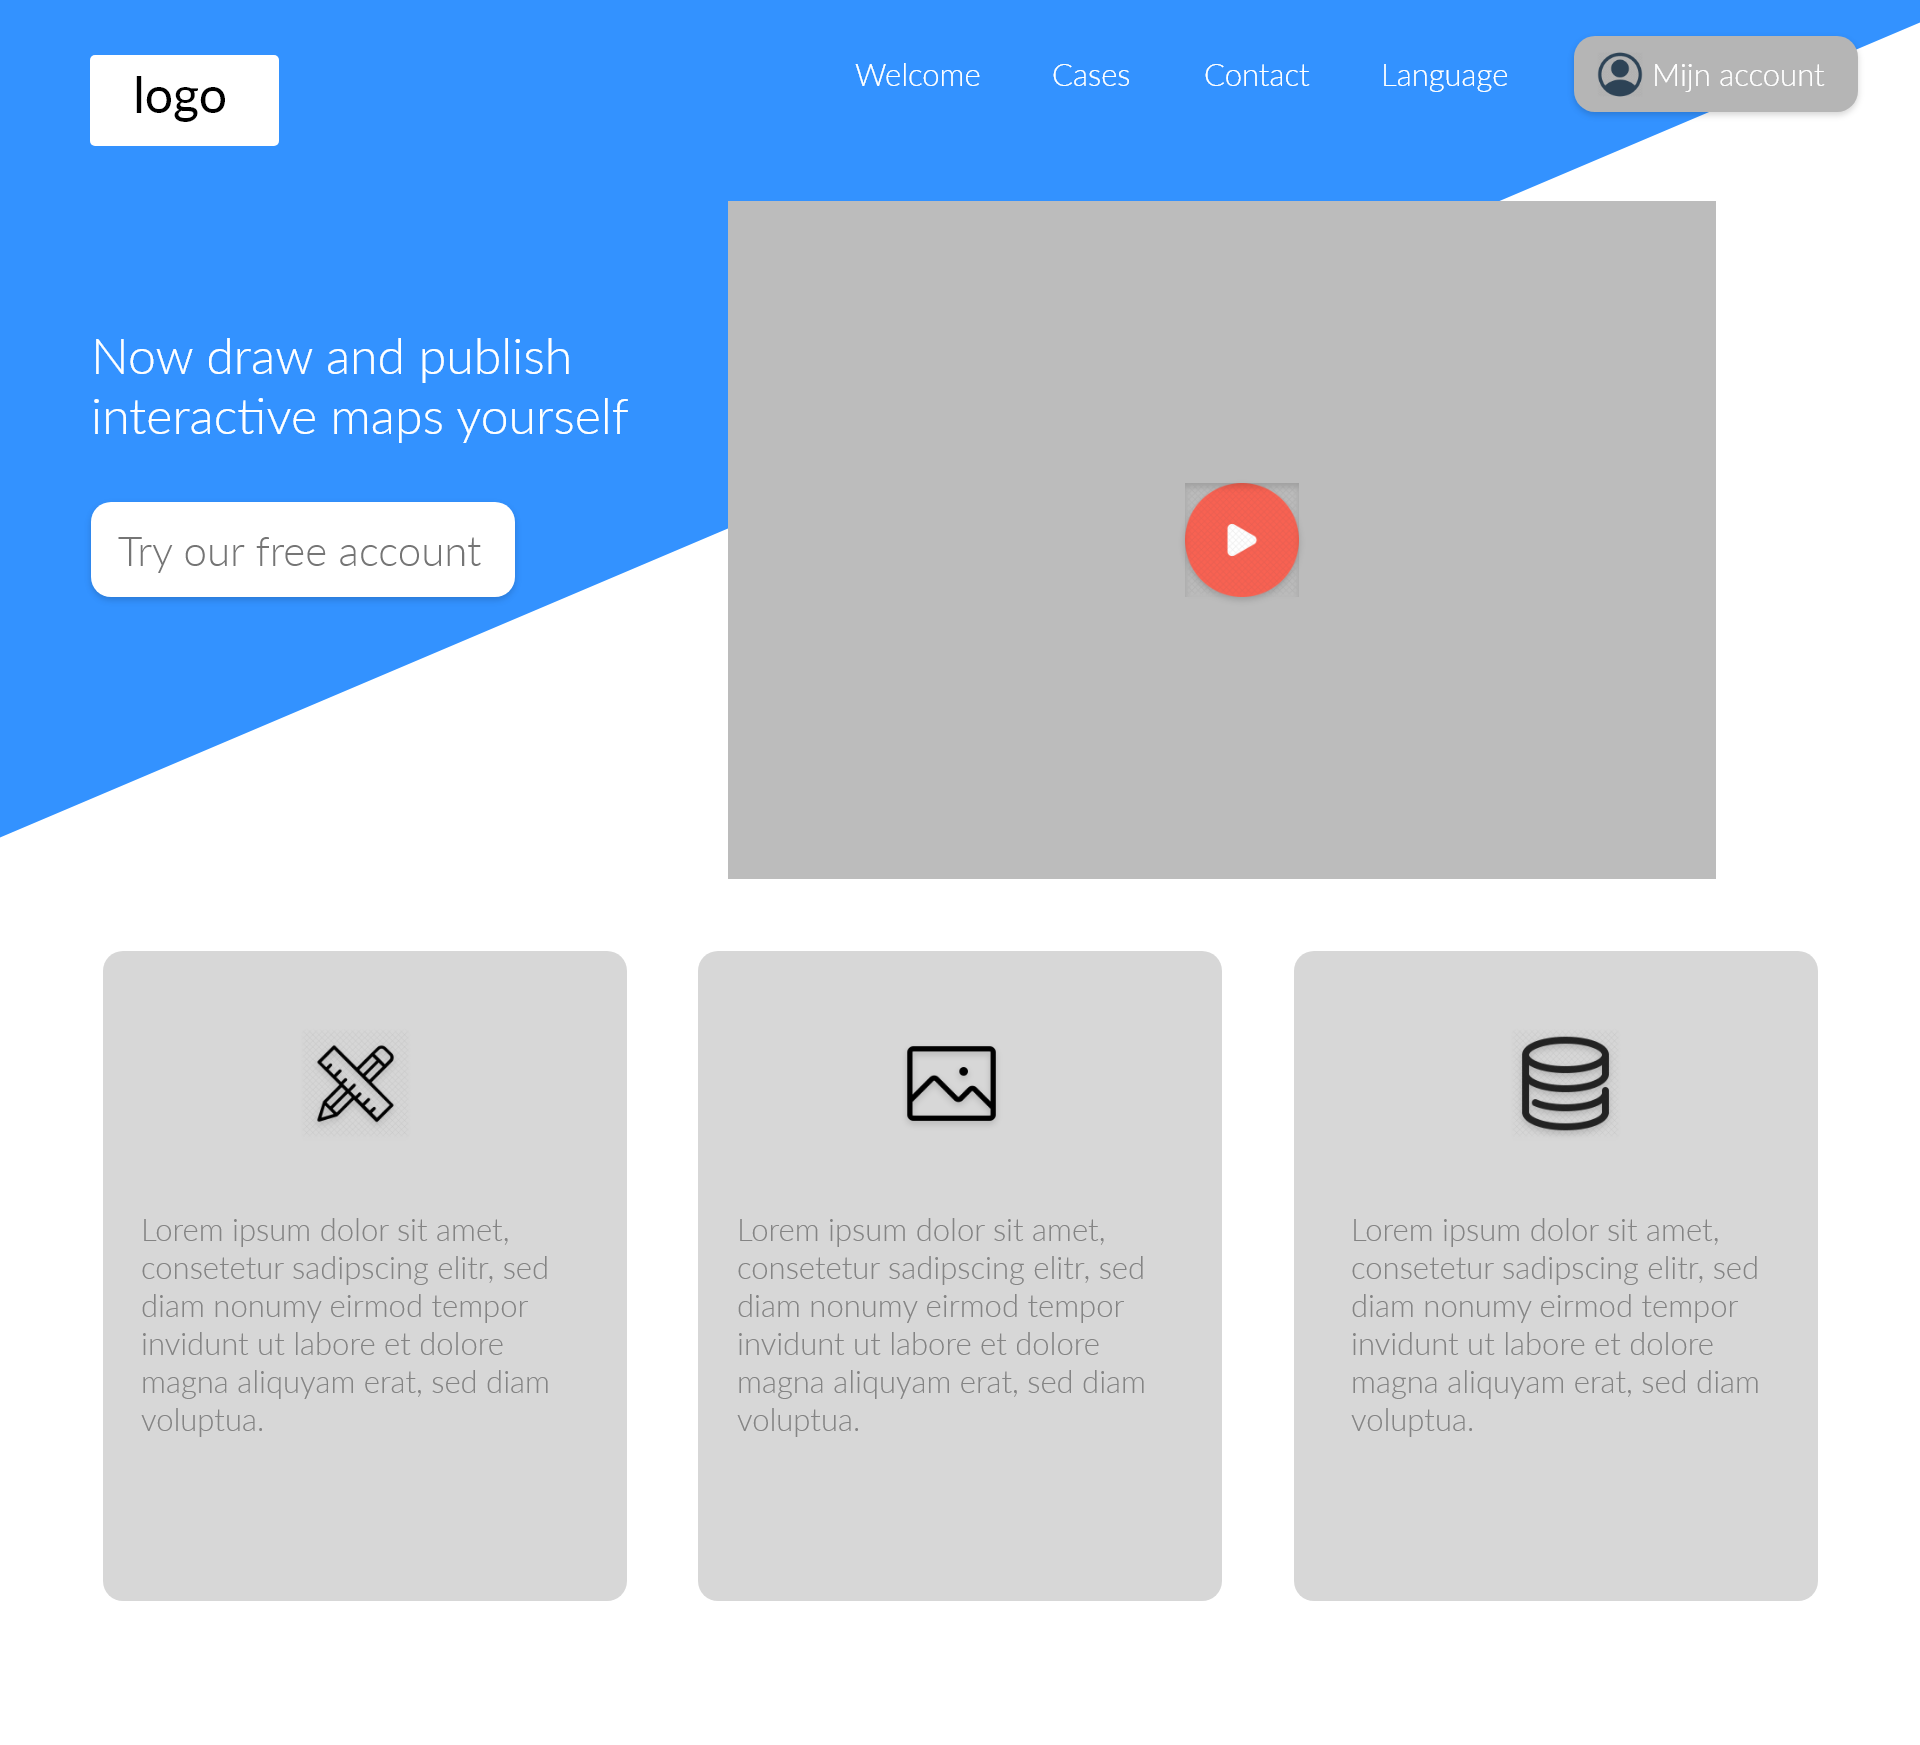 logo
Welcome
Cases
Contact
Language
Mijn account
Now draw and publish
interactive maps yourself
Try our free account
Lorem ipsum dolor sit amet,
consetetur sadipscing elitr, sed
diam nonumy eirmod tempor
invidunt ut labore et dolore
magna aliquyam erat, sed diam
voluptua.
Lorem ipsum dolor sit amet,
consetetur sadipscing elitr, sed
diam nonumy eirmod tempor
invidunt ut labore et dolore
magna aliquyam erat, sed diam
voluptua.
Lorem ipsum dolor sit amet,
consetetur sadipscing elitr, sed
diam nonumy eirmod tempor
invidunt ut labore et dolore
magna aliquyam erat, sed diam
voluptua.